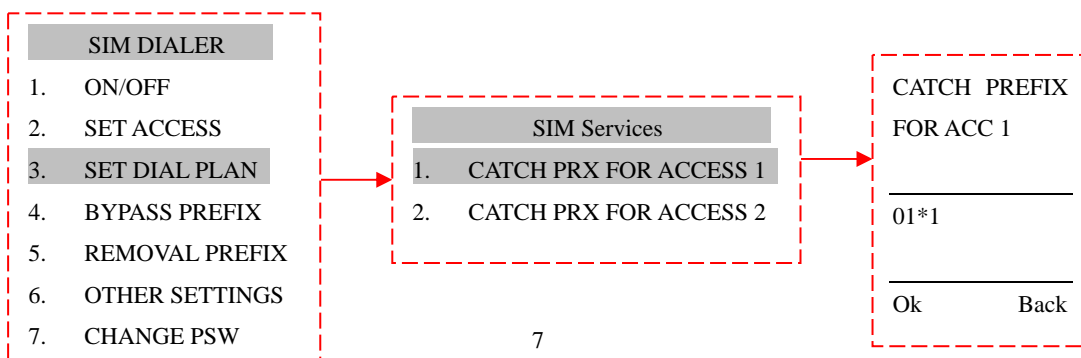 SIM DIALER
1. ON/OFF
2. SET ACCESS
3. SET DIAL PLAN
4. BYPASS PREFIX
5. REMOVAL PREFIX
6. OTHER SETTINGS
7. CHANGE PSW
SIM Services
1. CATCH PRX FOR ACCESS 1
2. CATCH PRX FOR ACCESS 2
CATCH PREFIX
FOR ACC 1
01*1
Ok Back
7